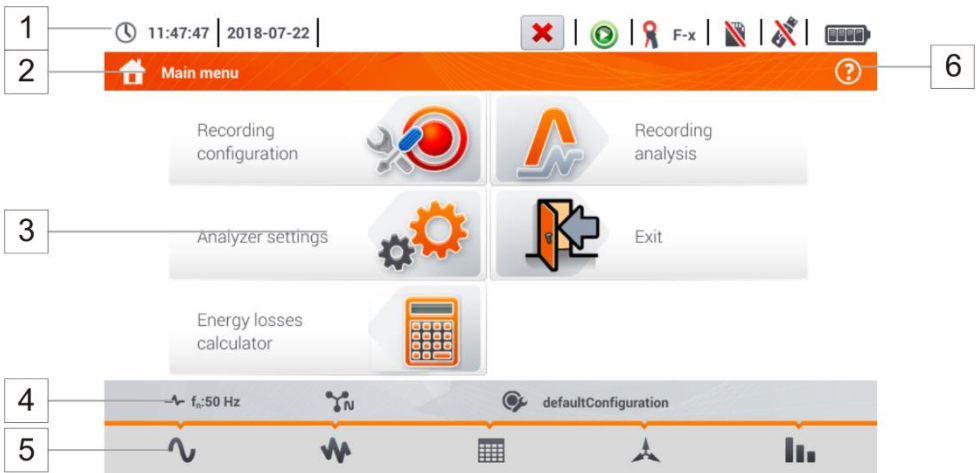 1
11:47:47 2018-07-22 F-x
2
Main menu
?
6
Recording
configuration
Recording
analysis
3
Analyzer settings
Exit
Energy losses
calculator
4
fn:50 Hz
N
defaultConfiguration
5